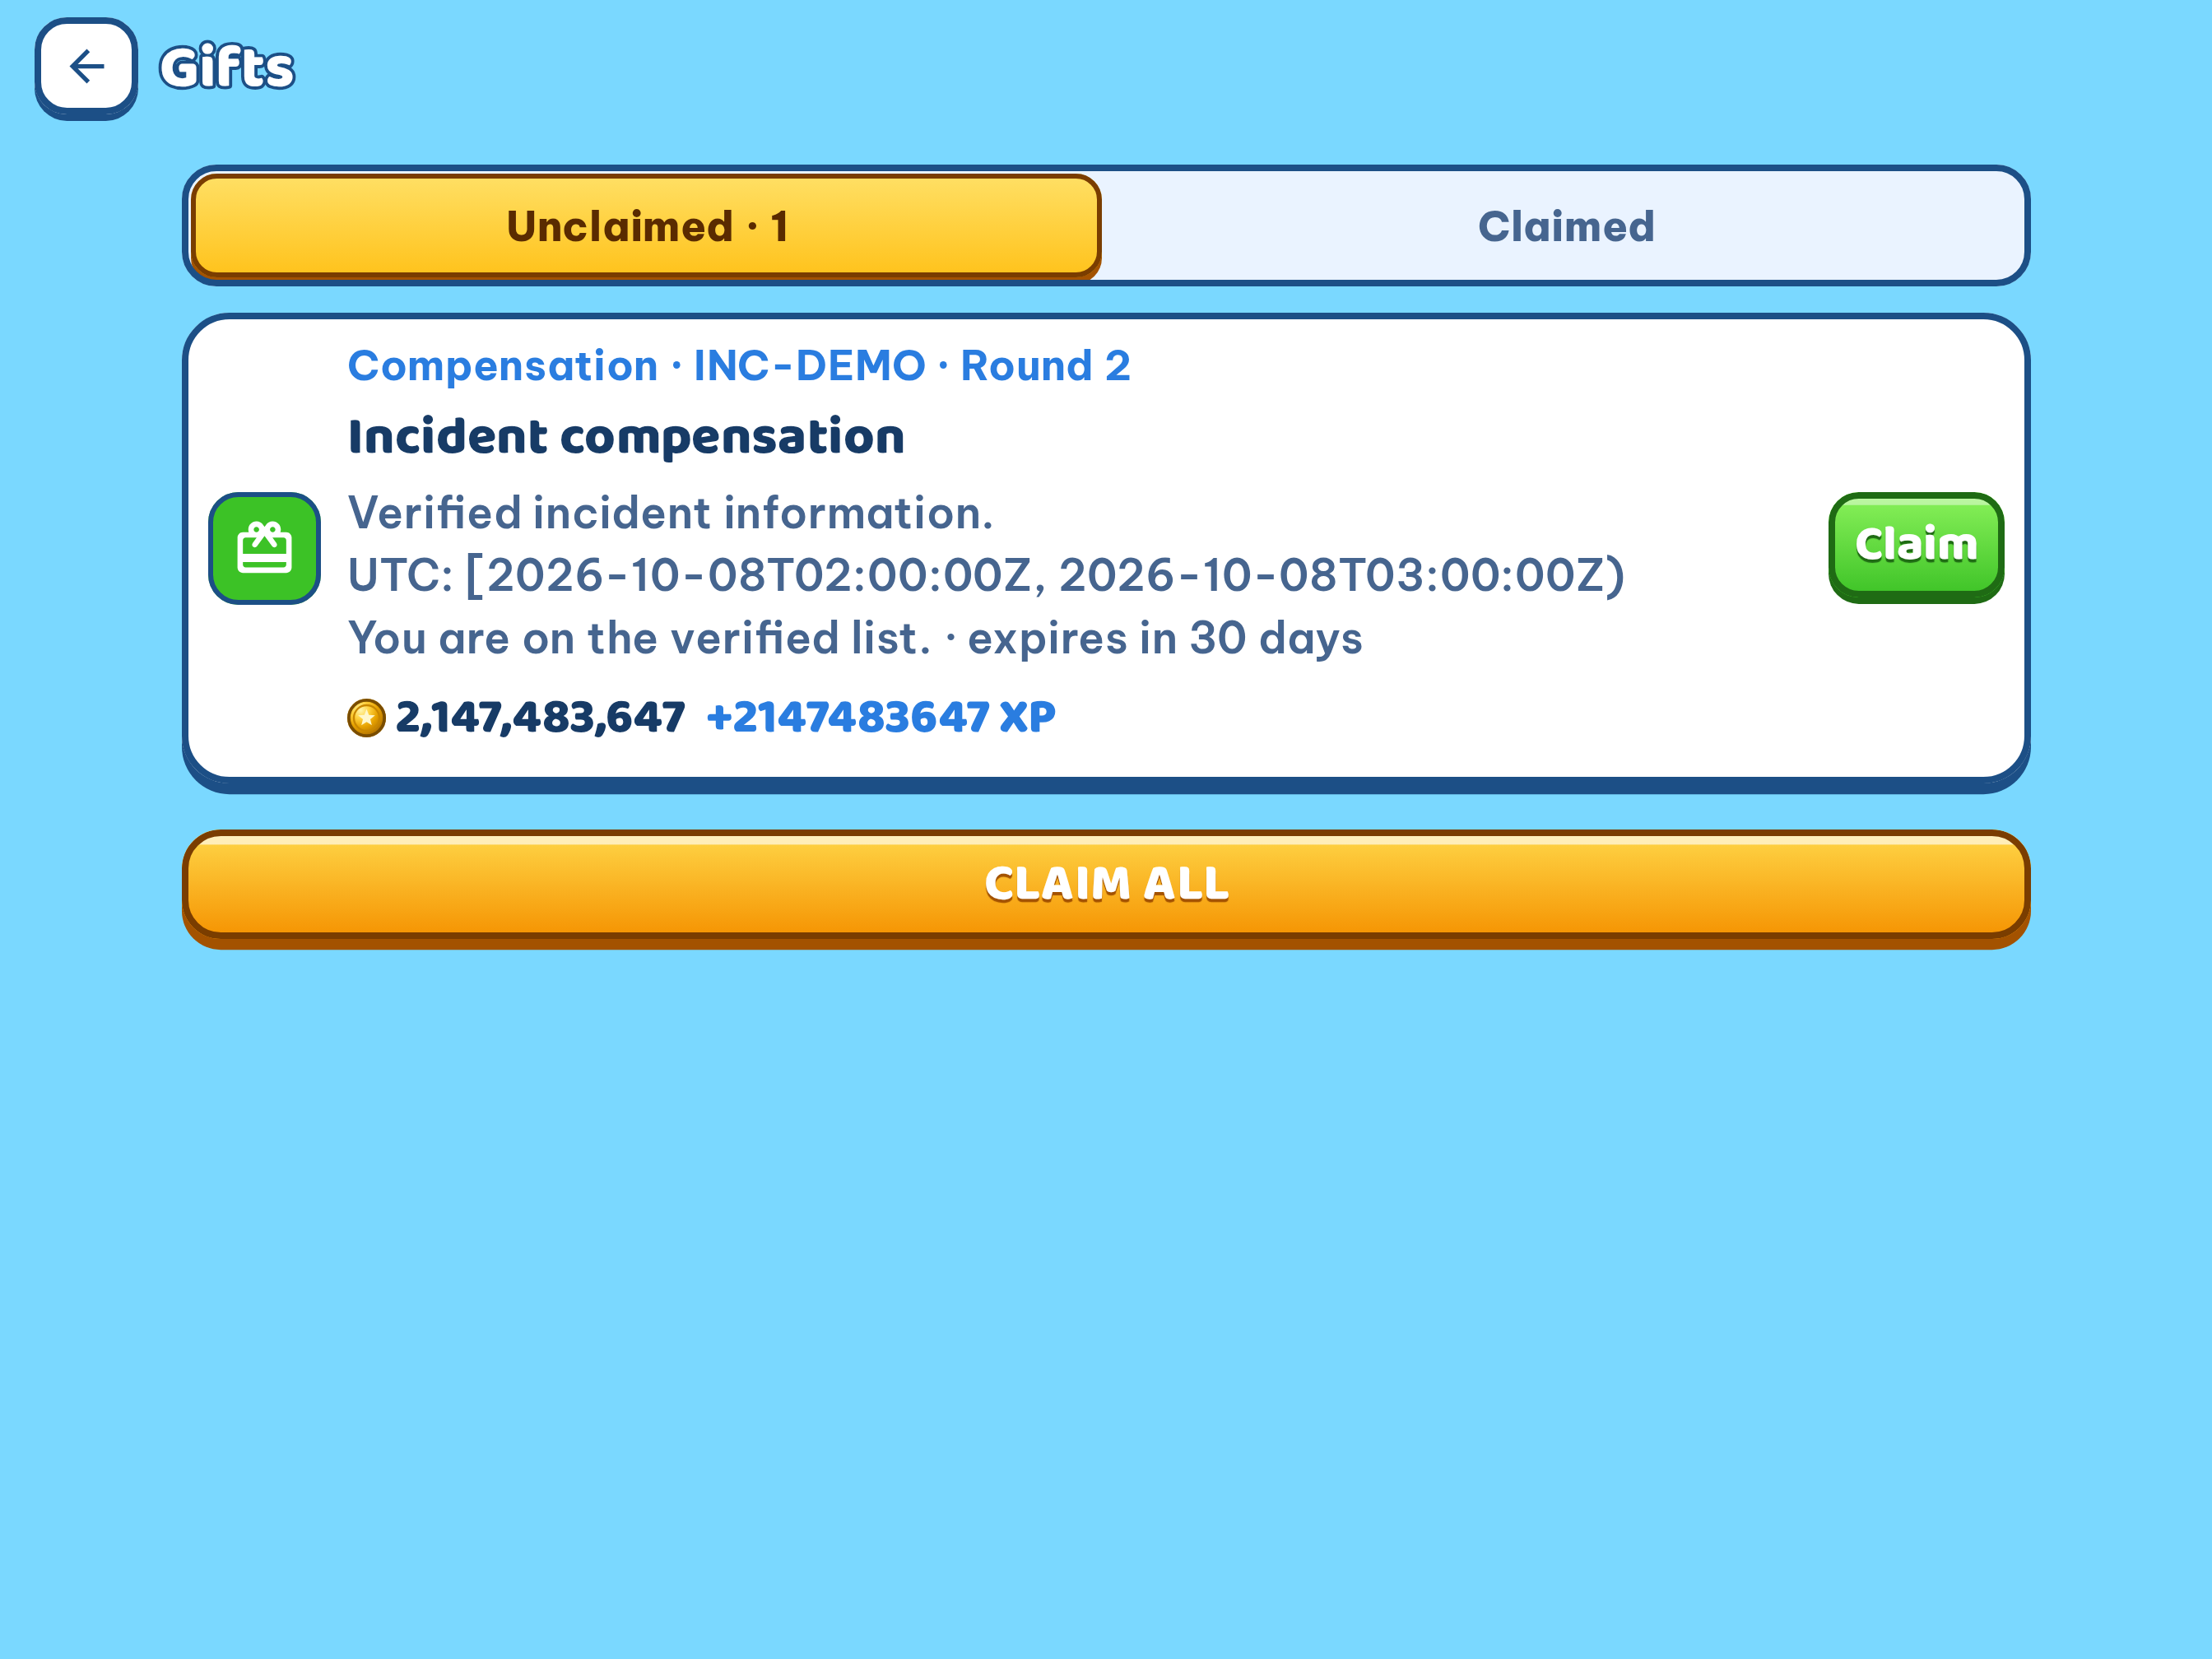 Gifts
Unclaimed · 1
Claimed
Compensation · INC-DEMO · Round 2
Incident compensation
Verified incident information.
UTC: [2026-10-08T02:00:00Z, 2026-10-08T03:00:00Z)
You are on the verified list. · expires in 30 days
Claim
2,147,483,647 +2147483647 XP
CLAIM ALL